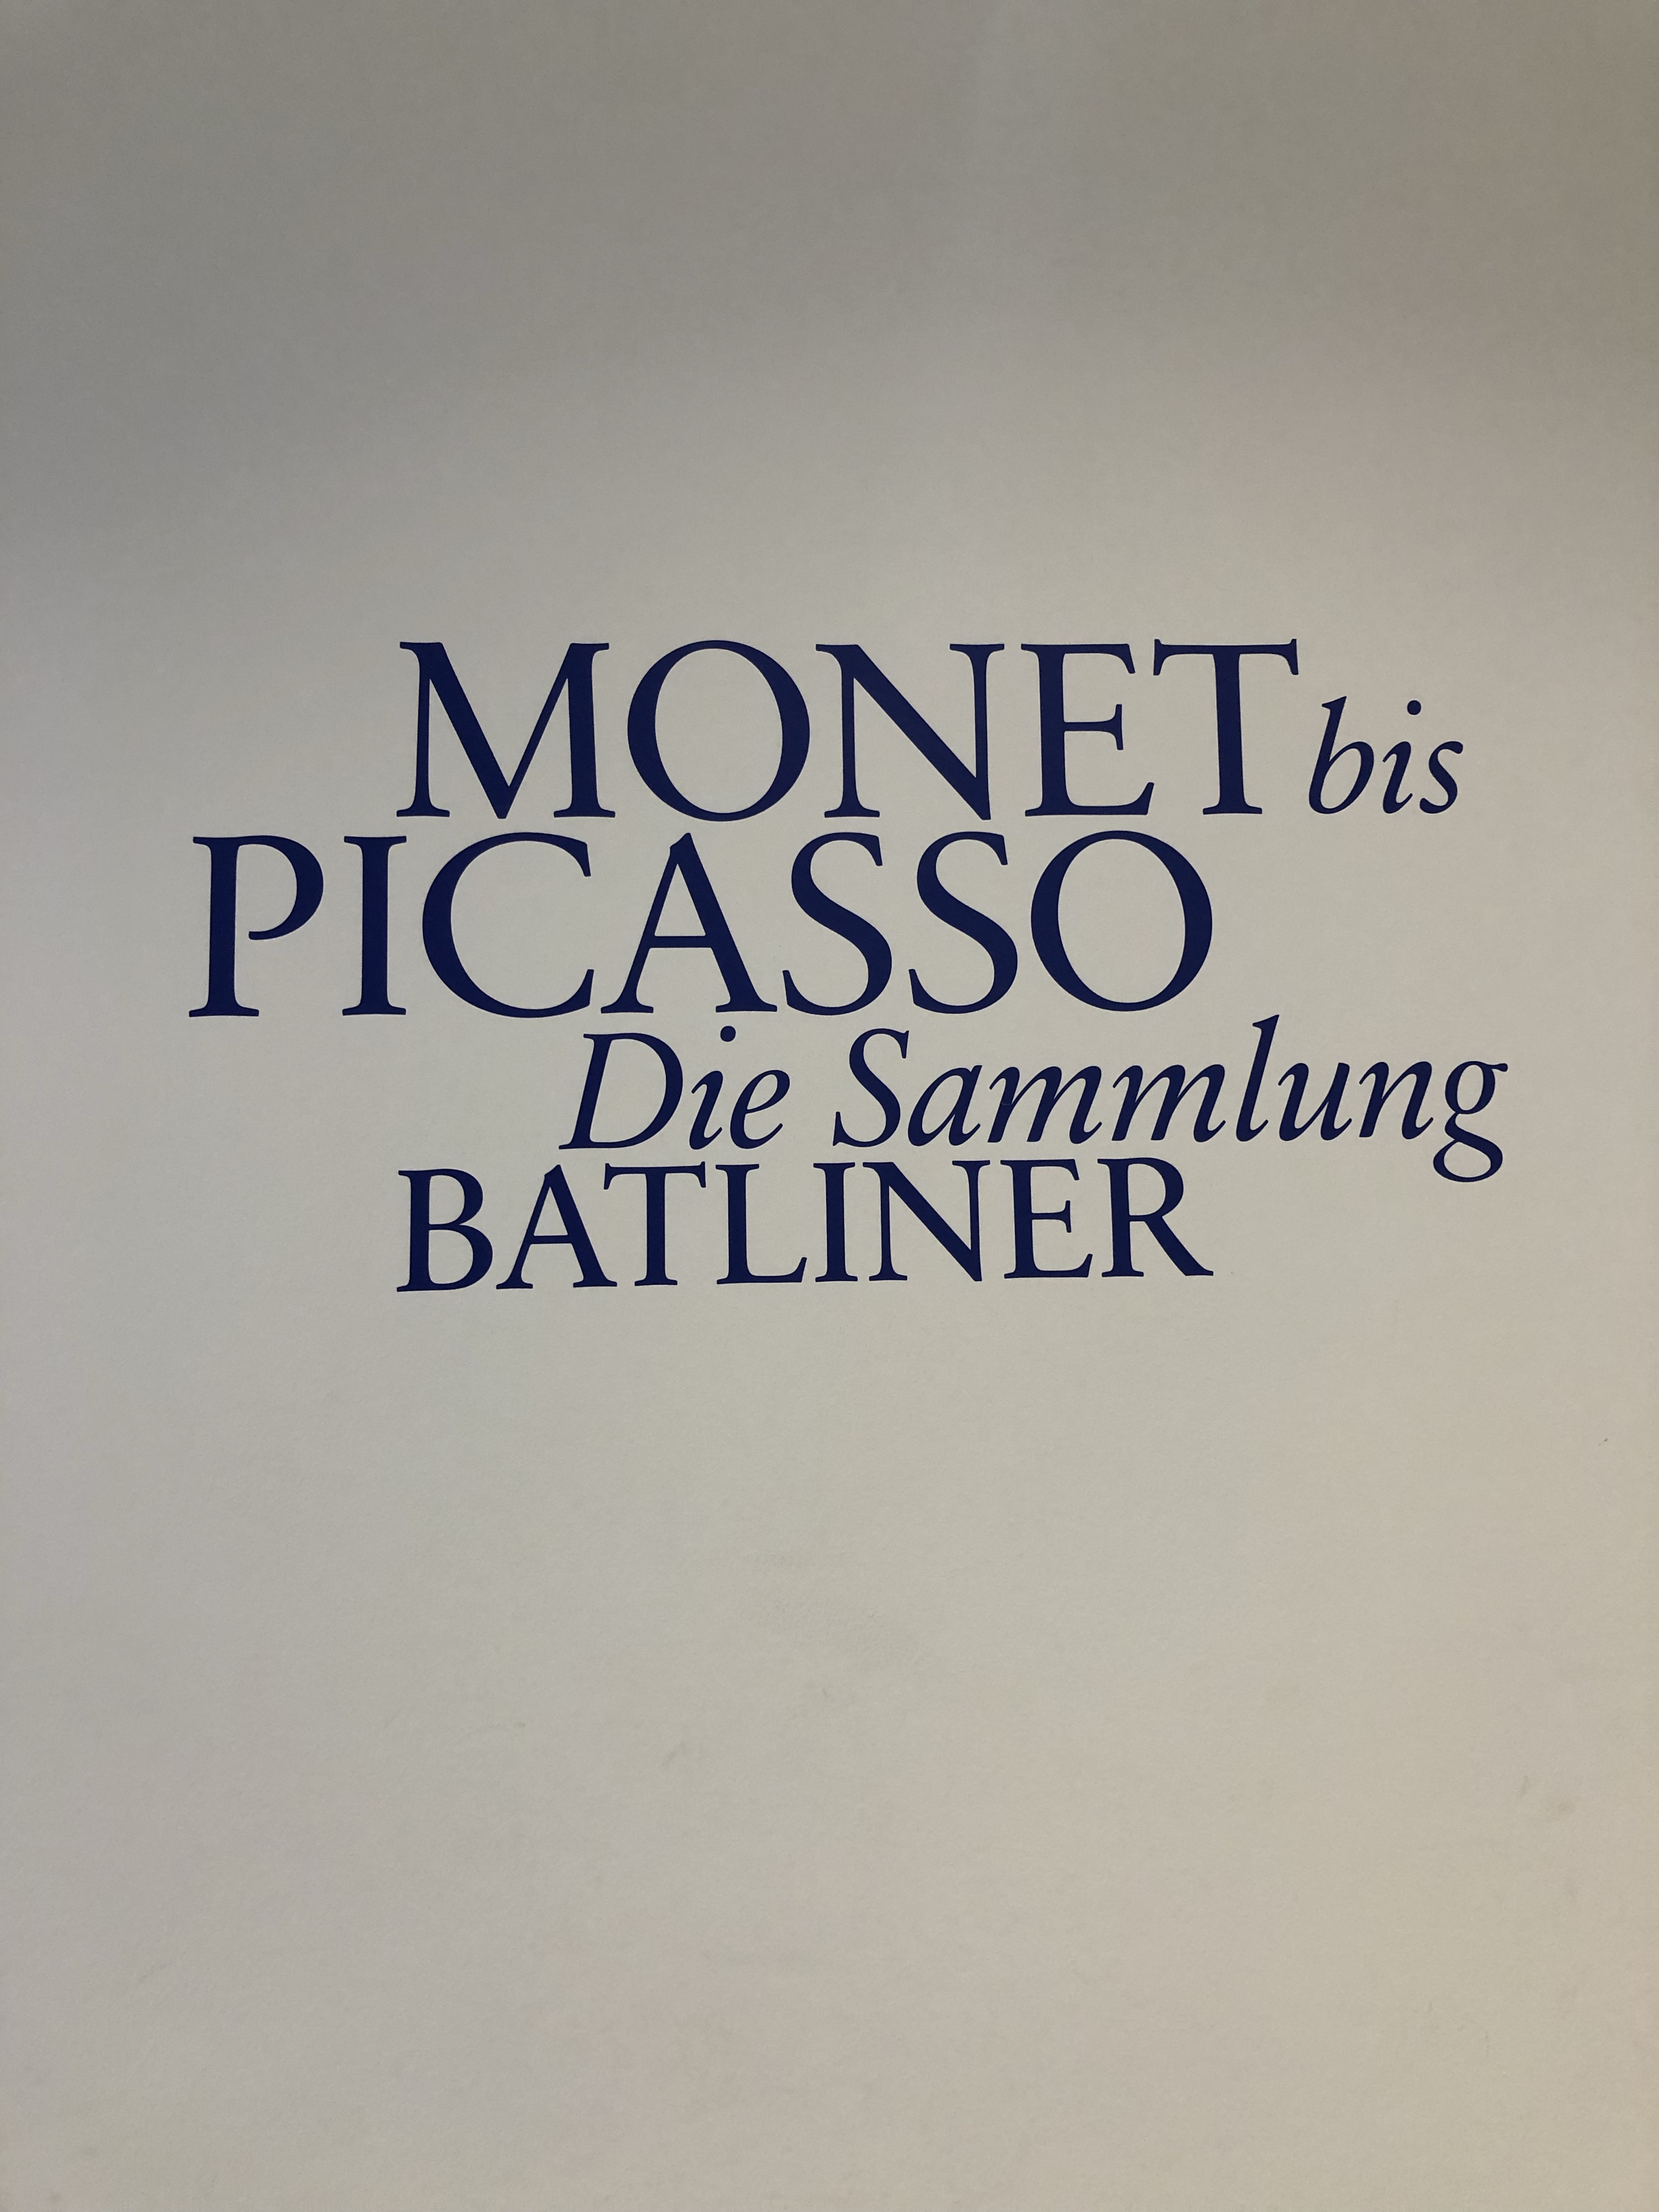 MONET bis
PICASSO
Die Sammlung
BATLINER